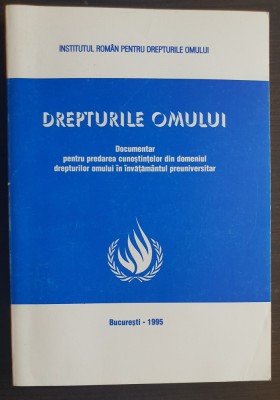 INSTITUTUL ROMÂN PENTRU DREPTURILE OMULUI
DREPTURILE OMULUI
Documentar
pentru predarea cunoştinţelor din domeniul
drepturilor omului în învăţământul preuniversitar
Bucureşti - 1995